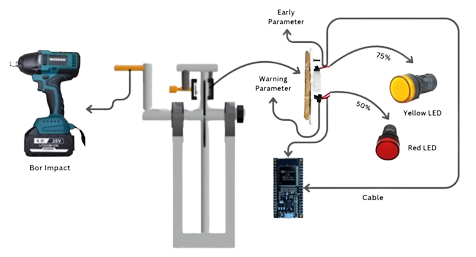 Early
Parameter
75%
Warning
Parameter
50%
Yellow LED
Red LED
Bor Impact
Cable